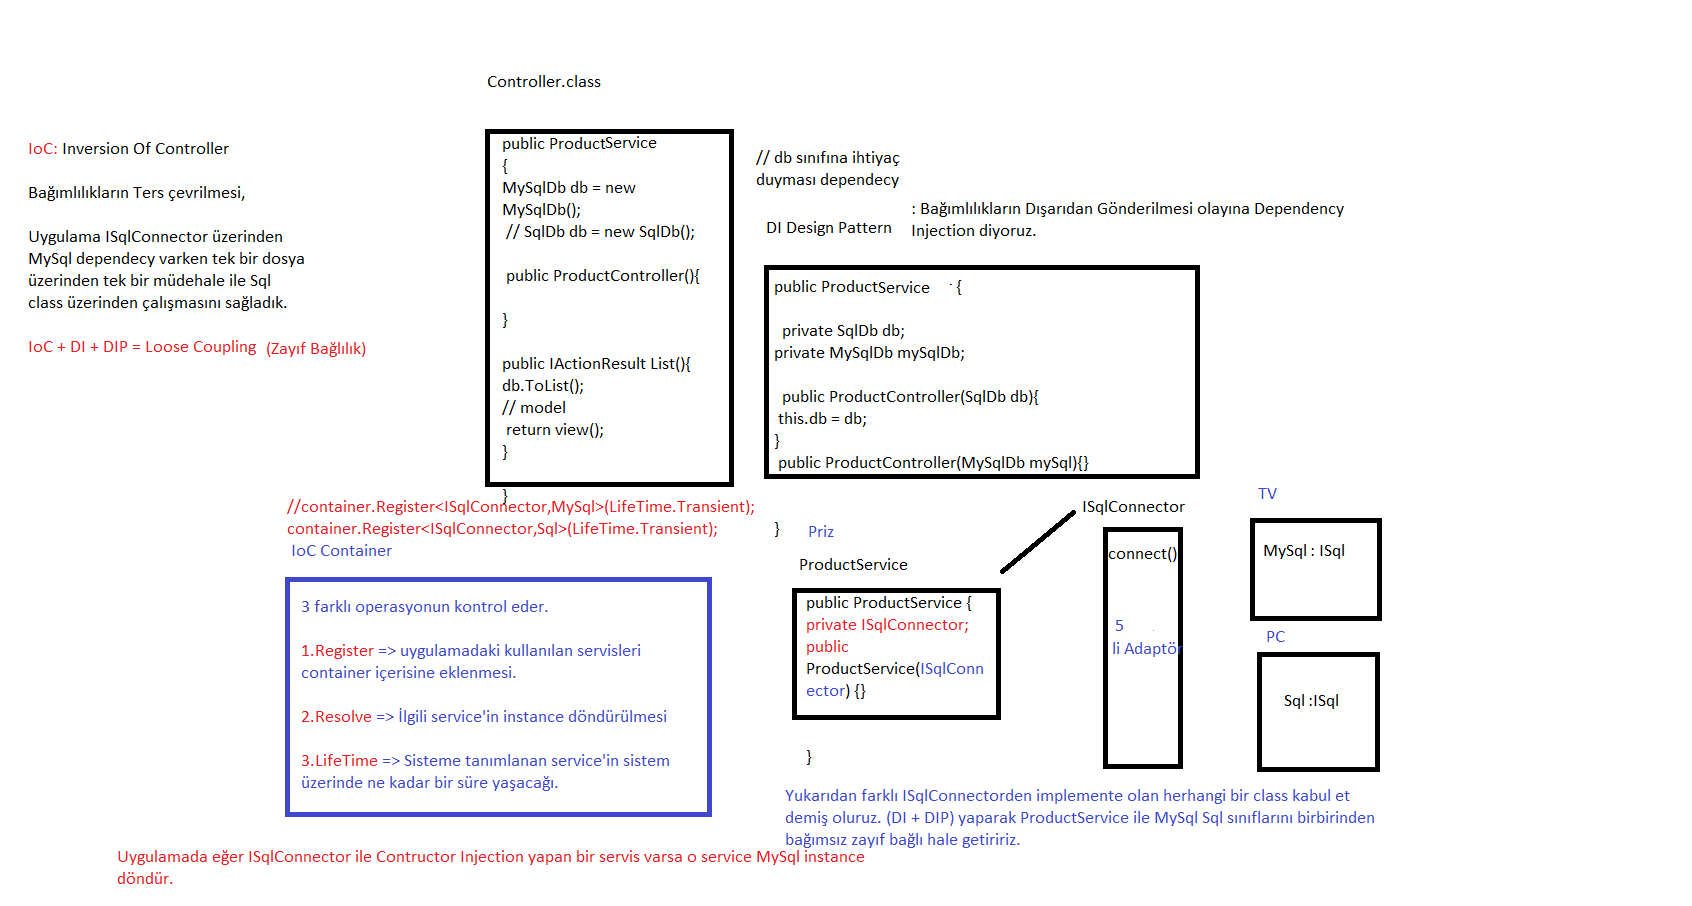 Controller.class
IoC: Inversion Of Controller
Bağımlılıkların Ters çevrilmesi,
Uygulama ISqlConnector üzerinden
MySql dependecy varken tek bir dosya
üzerinden tek bir müdehale ile Sql
class üzerinden çalışmasını sağladık.
IoC + DI + DIP = Loose Coupling (Zayıf Bağlılık)
public ProductService
{
MySqlDb db = new
MySqlDb();
// SqlDb db = new SqlDb();
public ProductController(){
}
public IActionResult List(){
db.ToList();
// model
return view();
}
}
// db sınıfına ihtiyaç
duyması dependecy
DI Design Pattern
: Bağımlılıkların Dışarıdan Gönderilmesi olayına Dependency
Injection diyoruz.
public ProductService {
private SqlDb db;
private MySqlDb mySqlDb;
public ProductController(SqlDb db){
this.db = db;
}
public ProductController(MySqlDb mySql){}
}
//container.Register<ISqlConnector,MySql>(LifeTime.Transient);
container.Register<ISqlConnector,Sql>(LifeTime.Transient);
IoC Container
3 farklı operasyonun kontrol eder.
1.Register => uygulamadaki kullanılan servisleri
container içerisine eklenmesi.
2.Resolve => İlgili service'in instance döndürülmesi
3.LifeTime => Sisteme tanımlanan service'in sistem
üzerinde ne kadar bir süre yaşacağı.
Priz
ProductService
public ProductService {
private ISqlConnector;
public
ProductService(ISqlConn
ector) {}
}
ISqlConnector
connect()
5
li Adaptör
TV
MySql : ISql
PC
Sql :ISql
Yukarıdan farklı ISqlConnectorden implemente olan herhangi bir class kabul et
demiş oluruz. (DI + DIP) yaparak ProductService ile MySql Sql sınıflarını birbirinden
bağımsız zayıf bağlı hale getiririz.
Uygulamada eğer ISqlConnector ile Contructor Injection yapan bir servis varsa o service MySql instance
döndür.